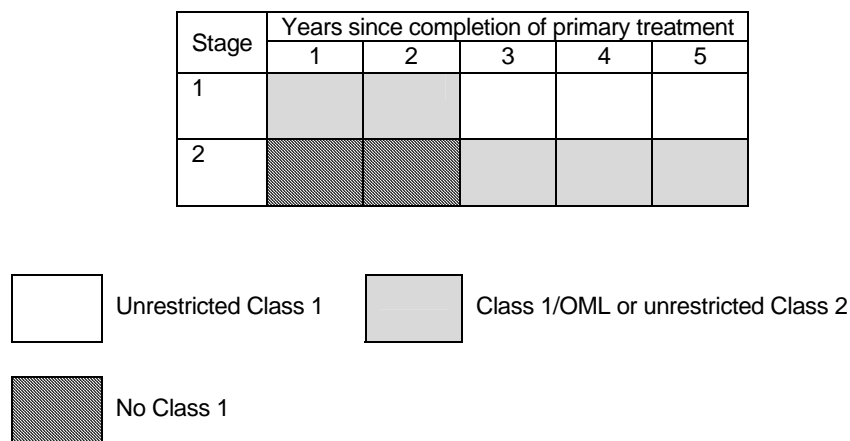 Stage Years since completion of primary treatment
1 2 3 4 5
1
2
Unrestricted Class 1
Class 1/OML or unrestricted Class 2
No Class 1